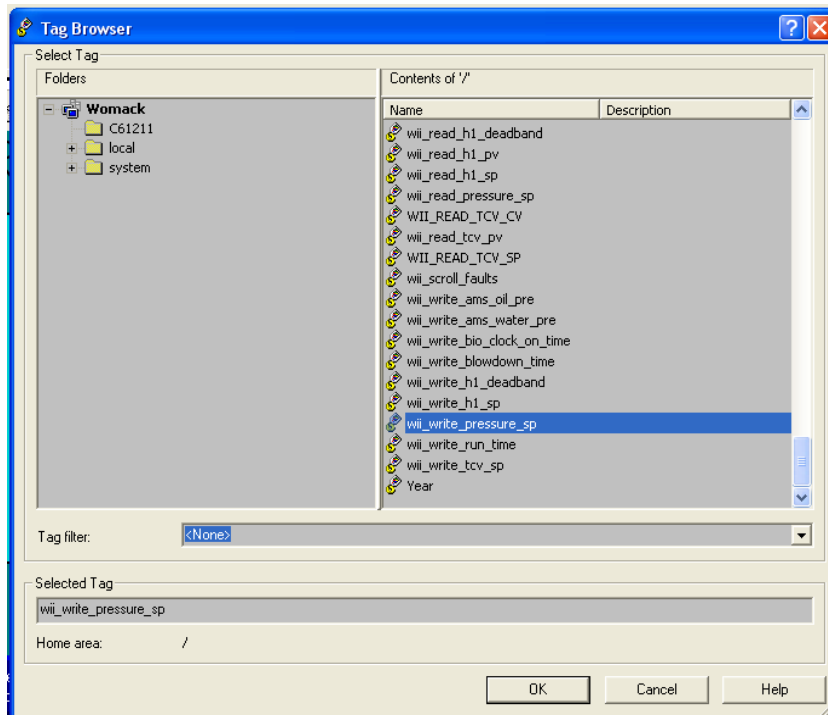 Tag Browser
Select Tag
Folders
Contents of '/'
Womack
C61211
local
system
Name Description
wii_read_h1_deadband
wii_read_h1_pv
wii_read_h1_sp
wii_read_pressure_sp
WII_READ_TCV_CV
wii_read_tcv_pv
WII_READ_TCV_SP
wii_scroll_faults
wii_write_ams_oil_pre
wii_write_ams_water_pre
wii_write_bio_clock_on_time
wii_write_blowdown_time
wii_write_h1_deadband
wii_write_h1_sp
wii_write_pressure_sp
wii_write_run_time
wii_write_tcv_sp
Year
Tag filter: <None>
Selected Tag
wii_write_pressure_sp
Home area: /
OK Cancel Help